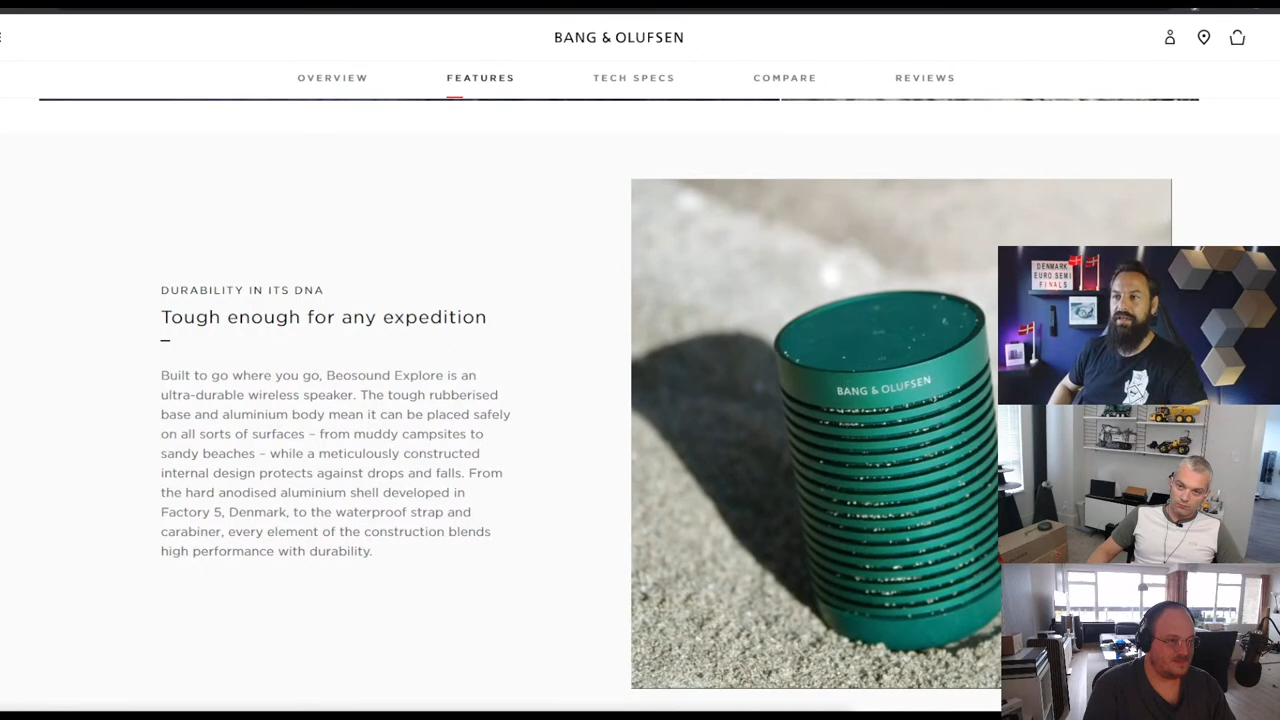 BANG & OLUFSEN
OVERVIEW
FEATURES
TECH SPECS
COMPARE
REVIEWS
DURABILITY IN ITS DNA
Tough enough for any expedition
Built to go where you go, Beosound Explore is an
ultra-durable wireless speaker. The tough rubberised
base and aluminium body mean it can be placed safely
on all sorts of surfaces – from muddy campsites to
sandy beaches – while a meticulously constructed
internal design protects against drops and falls. From
the hard anodised aluminium shell developed in
Factory 5, Denmark, to the waterproof strap and
carabiner, every element of the construction blends
high performance with durability.
BANG & OLUFSEN
DENMARK
EURO SEMI
FINALS